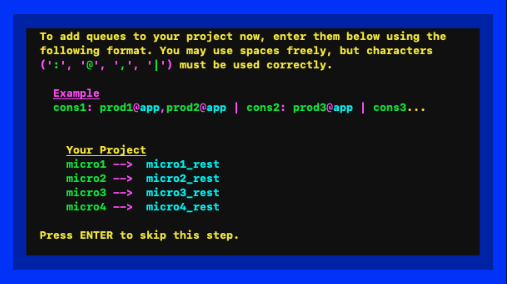 To add queues to your project now, enter them below using the
following format. You may use spaces freely, but characters
(':', '@', ',', '|') must be used correctly.
Example
cons1: prod1@app,prod2@app | cons2: prod3@app | cons3...
Your Project
micro1 --> micro1_rest
micro2 --> micro2_rest
micro3 --> micro3_rest
micro4 --> micro4_rest
Press ENTER to skip this step.